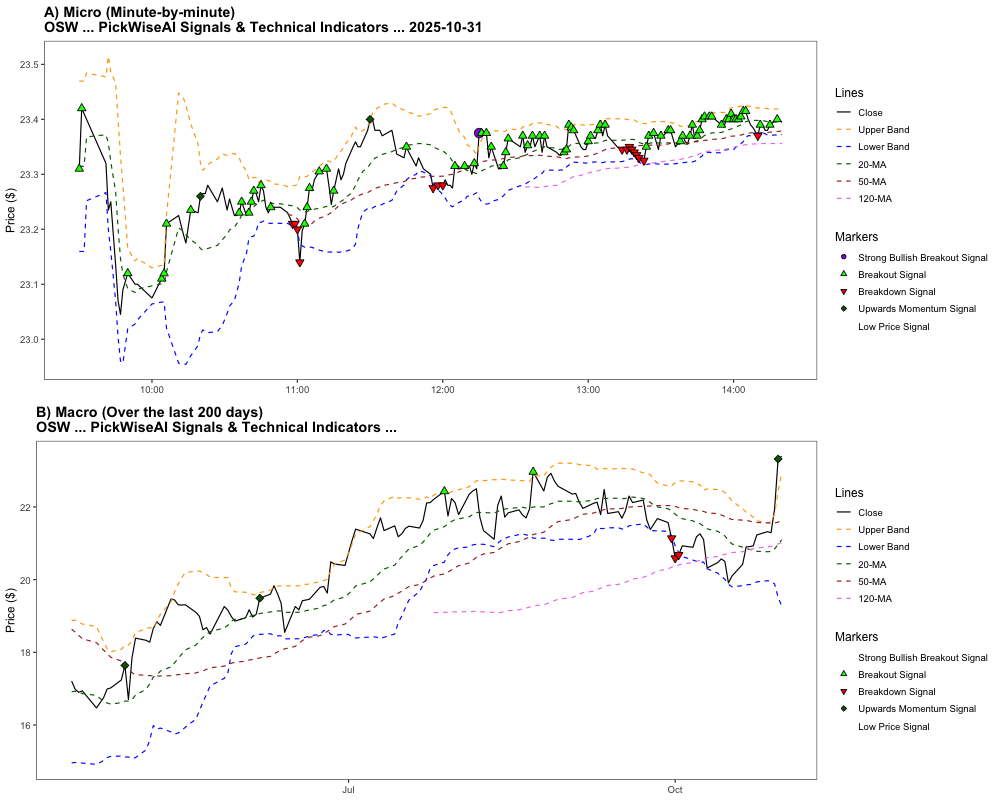 A) Micro (Minute-by-minute)
OSW ... PickWiseAI Signals & Technical Indicators ... 2025-10-31
Price ($)
23.5
23.4
23.3
23.2
23.1
23.0
10:00
11:00
12:00
13:00
14:00
Lines
Close
Upper Band
Lower Band
20-MA
50-MA
120-MA
Markers
Strong Bullish Breakout Signal
Breakout Signal
Breakdown Signal
Upwards Momentum Signal
Low Price Signal
B) Macro (Over the last 200 days)
OSW ... PickWiseAI Signals & Technical Indicators ...
Price ($)
22
20
18
16
Jul
Oct
Lines
Close
Upper Band
Lower Band
20-MA
50-MA
120-MA
Markers
Strong Bullish Breakout Signal
Breakout Signal
Breakdown Signal
Upwards Momentum Signal
Low Price Signal